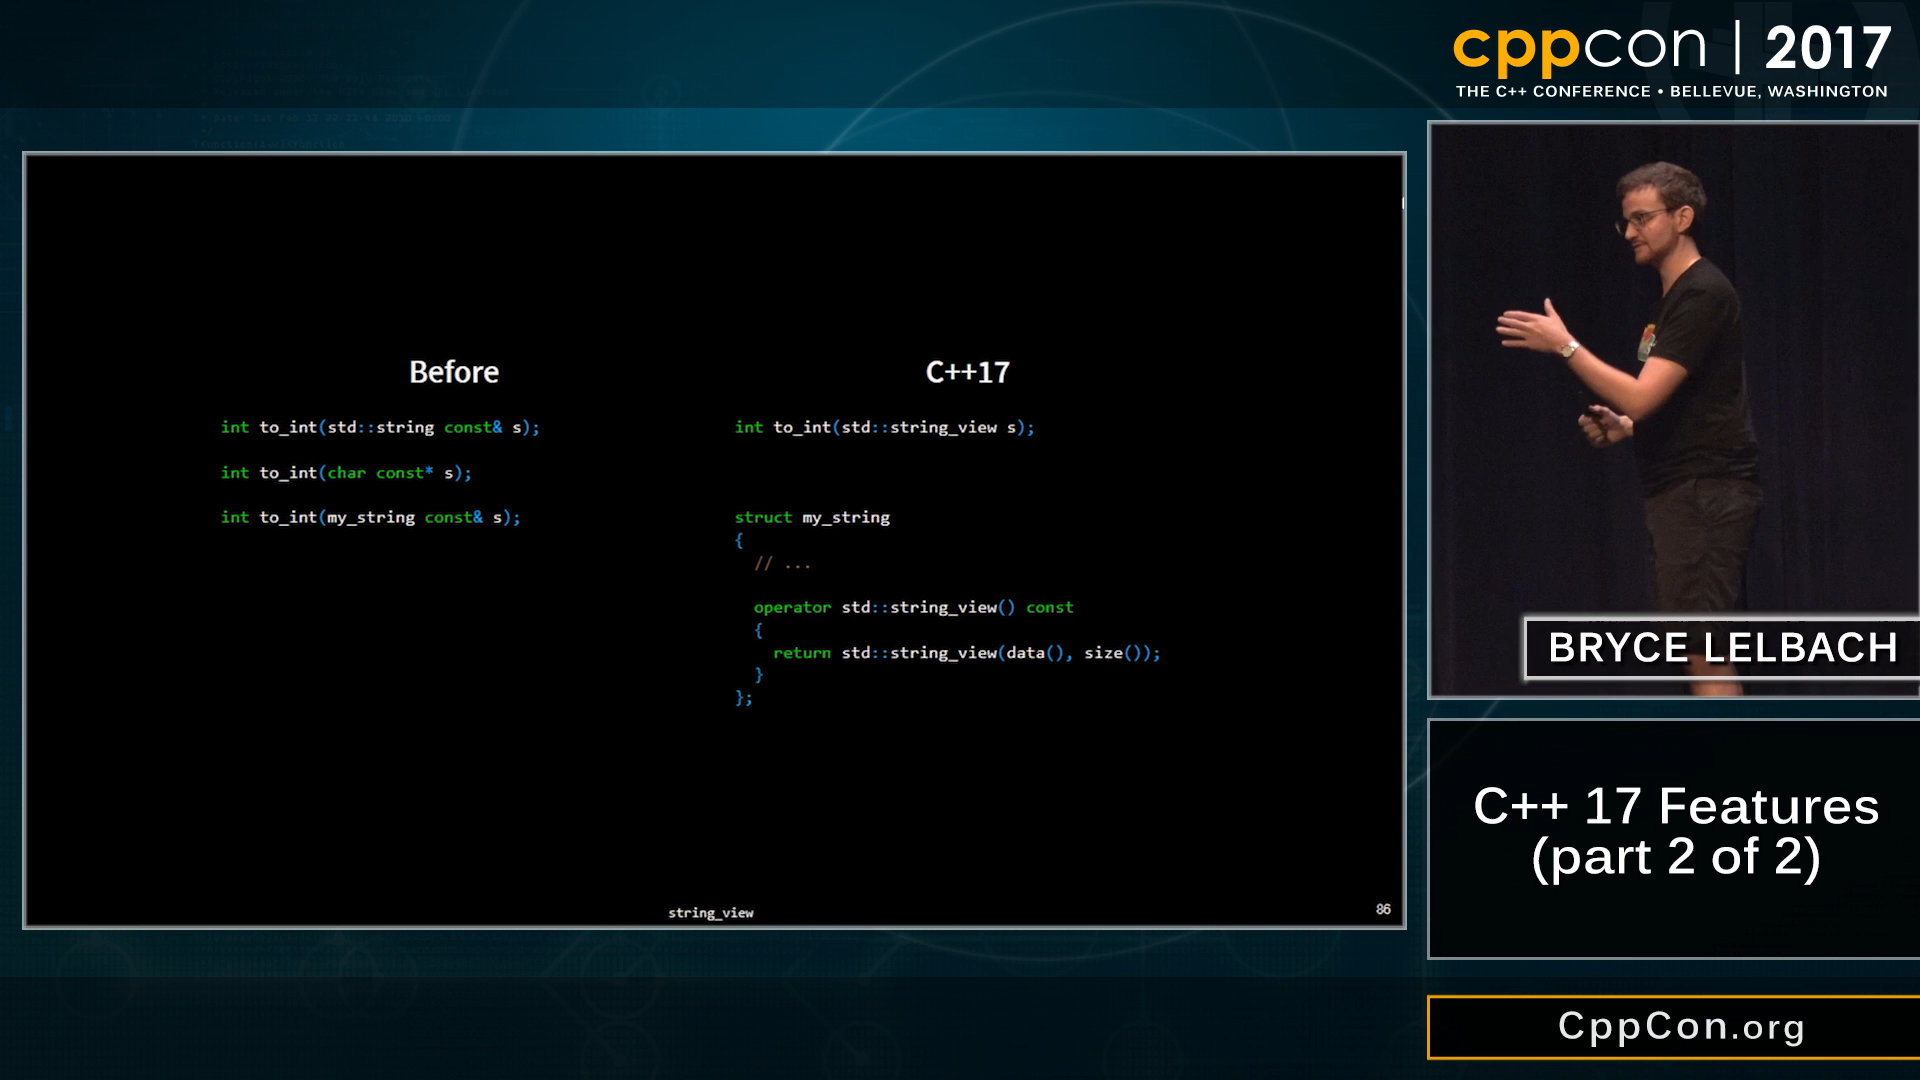 cppcon | 2017
THE C++ CONFERENCE • BELLEVUE, WASHINGTON
Before
int to_int(std::string const& s);
int to_int(char const* s);
int to_int(my_string const& s);
C++17
int to_int(std::string_view s);
struct my_string
{
// ...
operator std::string_view() const
{
return std::string_view(data(), size());
}
};
string_view
86
BRYCE LELBACH
C++ 17 Features
(part 2 of 2)
CppCon.org